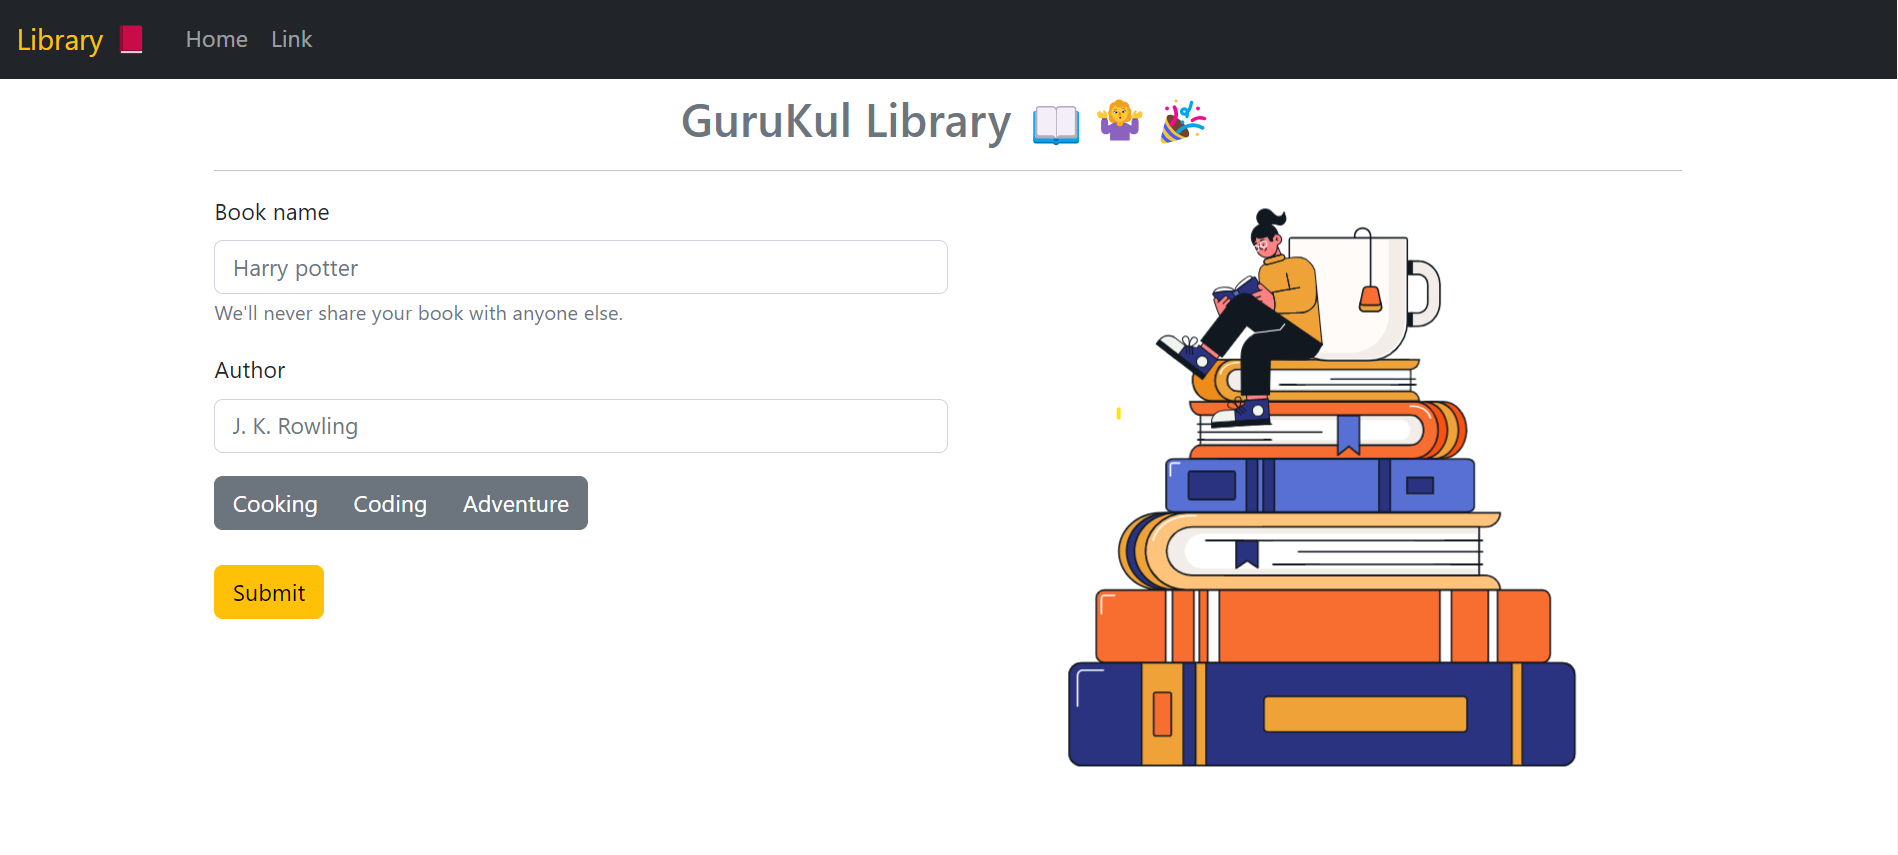 Library 📕 Home Link
GuruKul Library 📖 🤷‍♀️ 🎉
Book name
Harry potter
We'll never share your book with anyone else.
Author
J. K. Rowling
Cooking Coding Adventure
Submit